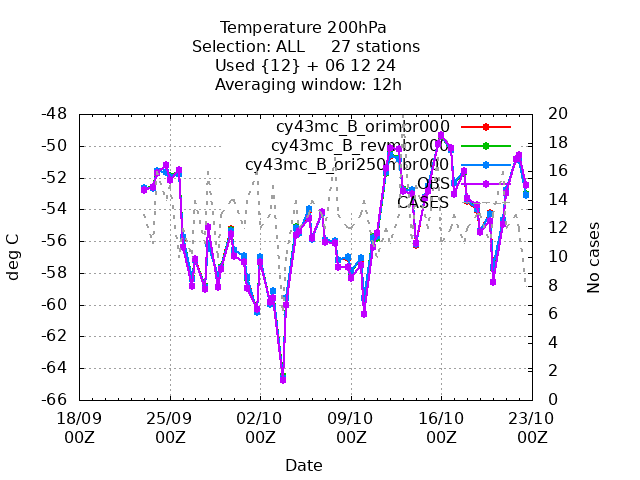 Temperature 200hPa
Selection: ALL     27 stations
Used {12} + 06 12 24
Averaging window: 12h
cy43mc_B_orimbr000
cy43mc_B_revmbr000
cy43mc_B_ori250mbr000
OBS
CASES
-48
-50
-52
-54
-56
-58
-60
-62
-64
-66
deg C
20
18
16
14
12
10
8
6
4
2
0
No cases
18/09 25/09 02/10 09/10 16/10 23/10
00Z 00Z 00Z 00Z 00Z 00Z
Date